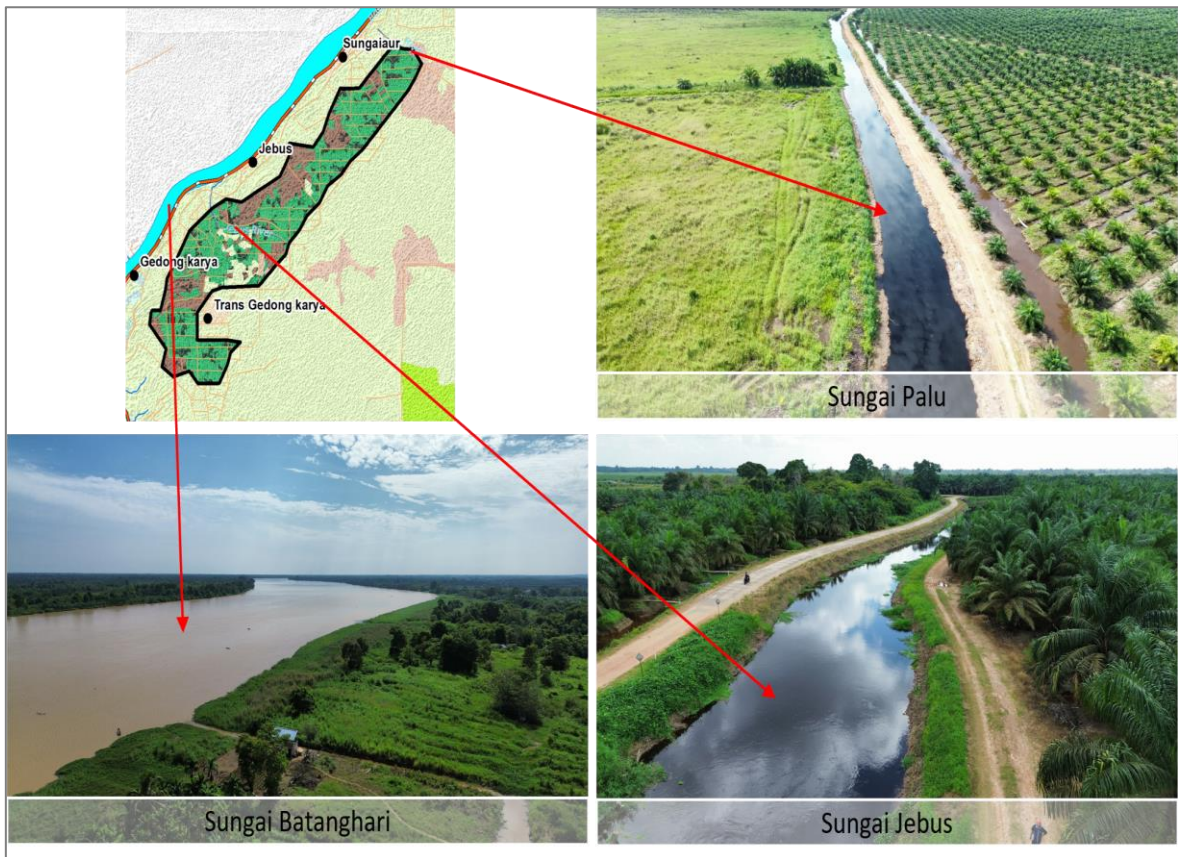 Sungaiaur
Jebus
Gedong karya
Trans Gedong karya
Sungai Palu
Sungai Batanghari
Sungai Jebus